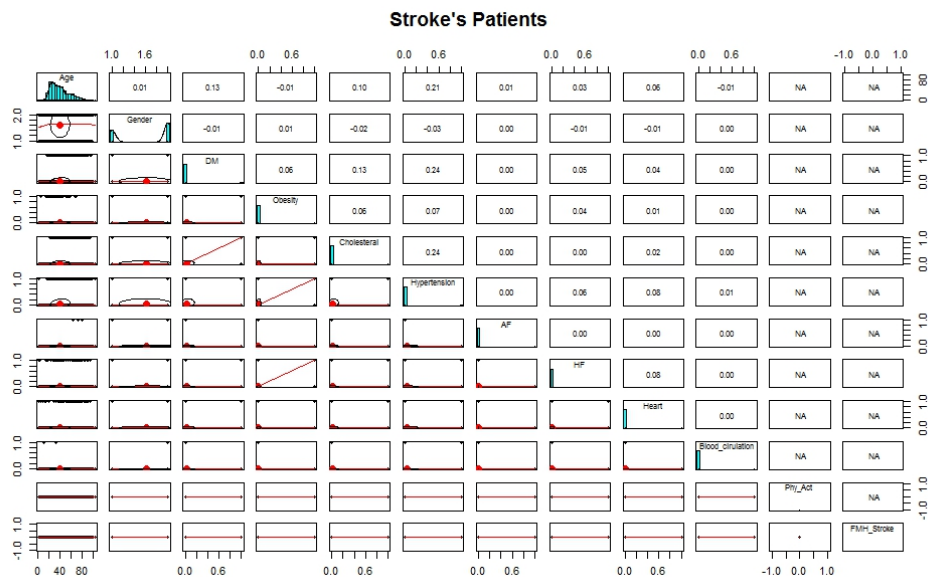 Stroke's Patients
1.0 1.6 0.0 0.6 0.0 0.6 0.0 0.6 0.0 0.6 -1.0 0.0 1.0
Age 0.01 0.13 -0.01 0.10 0.21 0.01 0.03 0.06 -0.01 NA NA 0 80
1.0 2.0 Gender -0.01 0.01 -0.02 -0.03 0.00 -0.01 -0.01 0.00 NA NA
DM 0.06 0.13 0.24 0.00 0.05 0.04 0.00 NA NA 0.0 1.0
0.0 1.0 Obesity 0.06 0.07 0.00 0.04 0.01 0.00 NA NA
Cholesteral 0.24 0.00 0.00 0.02 0.00 NA NA 0.0 1.0
0.0 1.0 Hypertension 0.00 0.06 0.08 0.01 NA NA
AF 0.00 0.00 0.00 NA NA 0.0 1.0
0.0 1.0 HF 0.08 0.00 NA NA
Heart 0.00 NA NA 0.0 1.0
0.0 1.0 Blood_cirulation NA NA
Phy_Act NA -1.0 1.0
-1.0 1.0 FMH_Stroke
0 40 80 0.0 0.6 0.0 0.6 0.0 0.6 0.0 0.6 -1.0 0.0 1.0